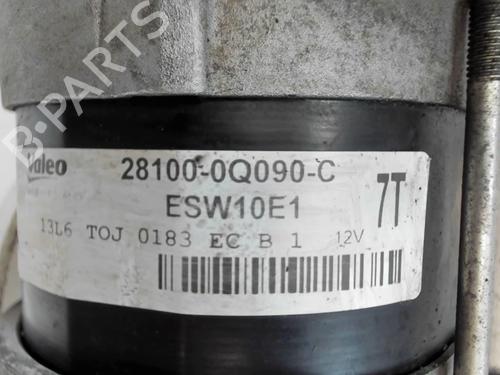 B-PARTS
Valeo 28100-0Q090-C
ESW10E1
7T
13L6 TOJ 0183 EC B 1 12V